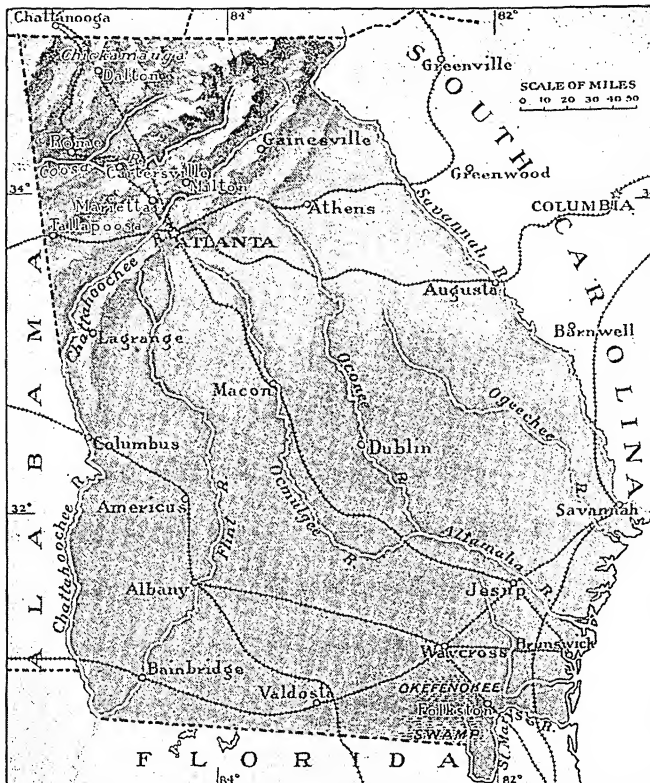 Chattanooga
84°
82°
Chickamauga
Dalton
Greenville
SOUTH CAROLINA
SCALE OF MILES
0 10 20 30 40 50
Rome
Gainesville
Coosa R.
Cartersville
Greenwood
Milton
34°
34°
Marietta
Athens
COLUMBIA
Savannah R.
Tallapoosa
ATLANTA
Chattahoochee R.
Augusta
ALABAMA
Barnwell
Lagrange
Oconee R.
Macon
Ogeechee R.
Columbus
Dublin
Ocmulgee R.
Americus
32°
Flint R.
Savannah
Chattahoochee R.
Altamaha R.
Albany
Jesup
Waycross
Brunswick
Bainbridge
Valdosta
OKEFENOKEE
Folkston
SWAMP
St. Mary's R.
FLORIDA
84°
82°